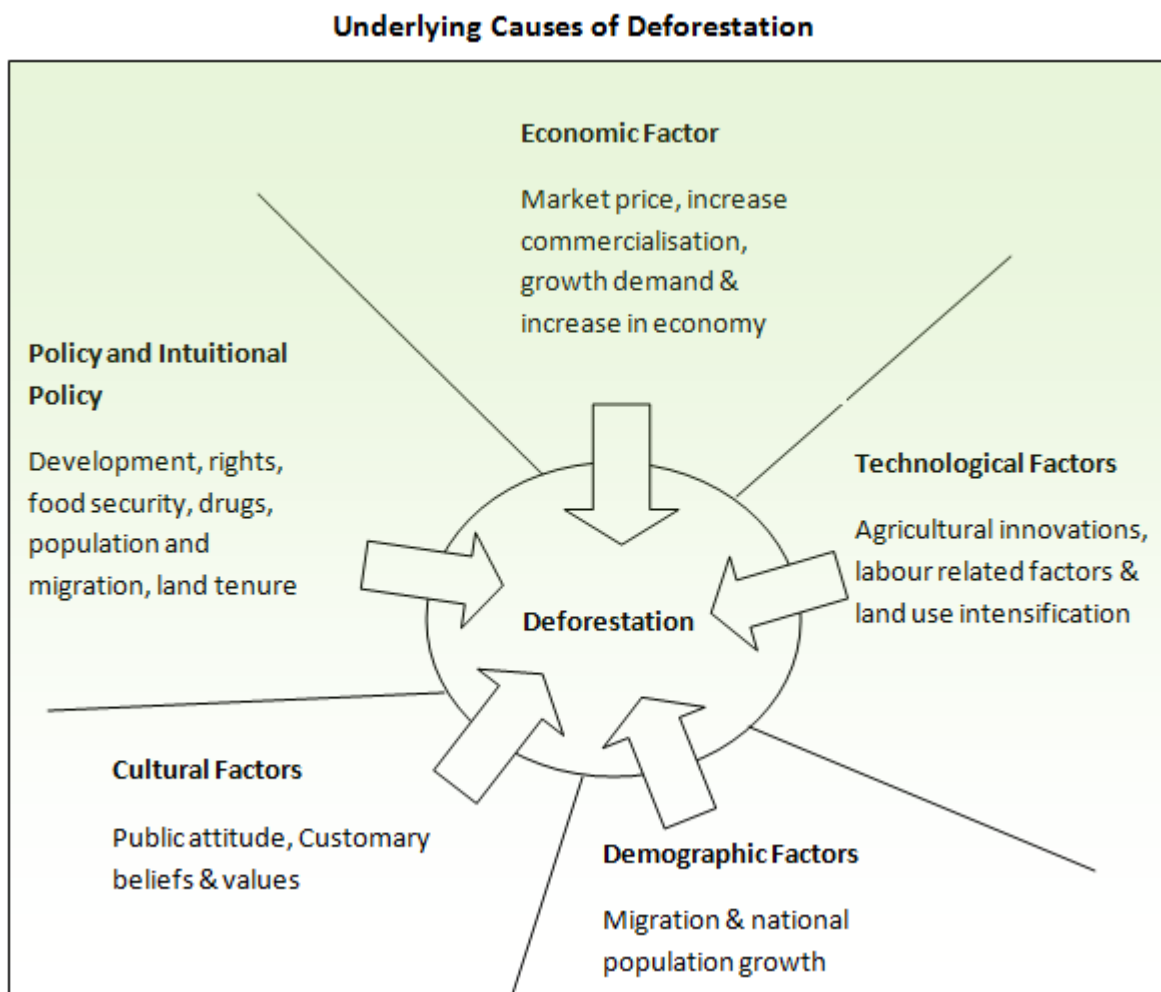 Underlying Causes of Deforestation
Economic Factor
Market price, increase
commercialisation,
growth demand &
increase in economy
Policy and Intuitional
Policy
Development, rights,
food security, drugs,
population and
migration, land tenure
Technological Factors
Agricultural innovations,
labour related factors &
land use intensification
Deforestation
Cultural Factors
Public attitude, Customary
beliefs & values
Demographic Factors
Migration & national
population growth